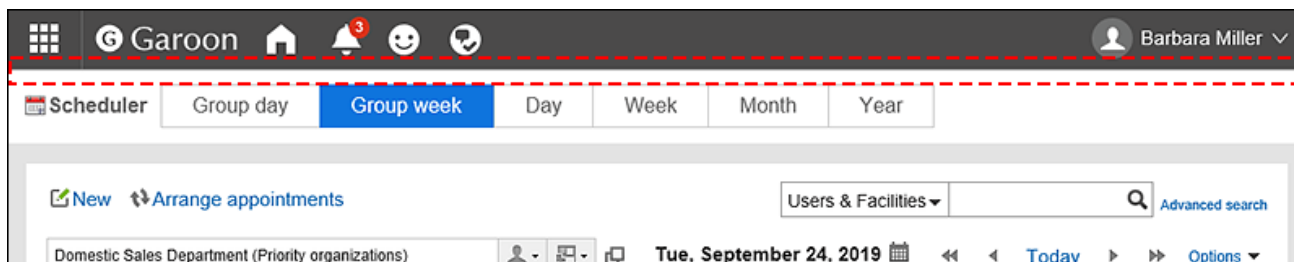 G Garoon 3 Barbara Miller
Scheduler Group day Group week Day Week Month Year
New Arrange appointments Users & Facilities Advanced search
Domestic Sales Department (Priority organizations) Tue, September 24, 2019 Today Options